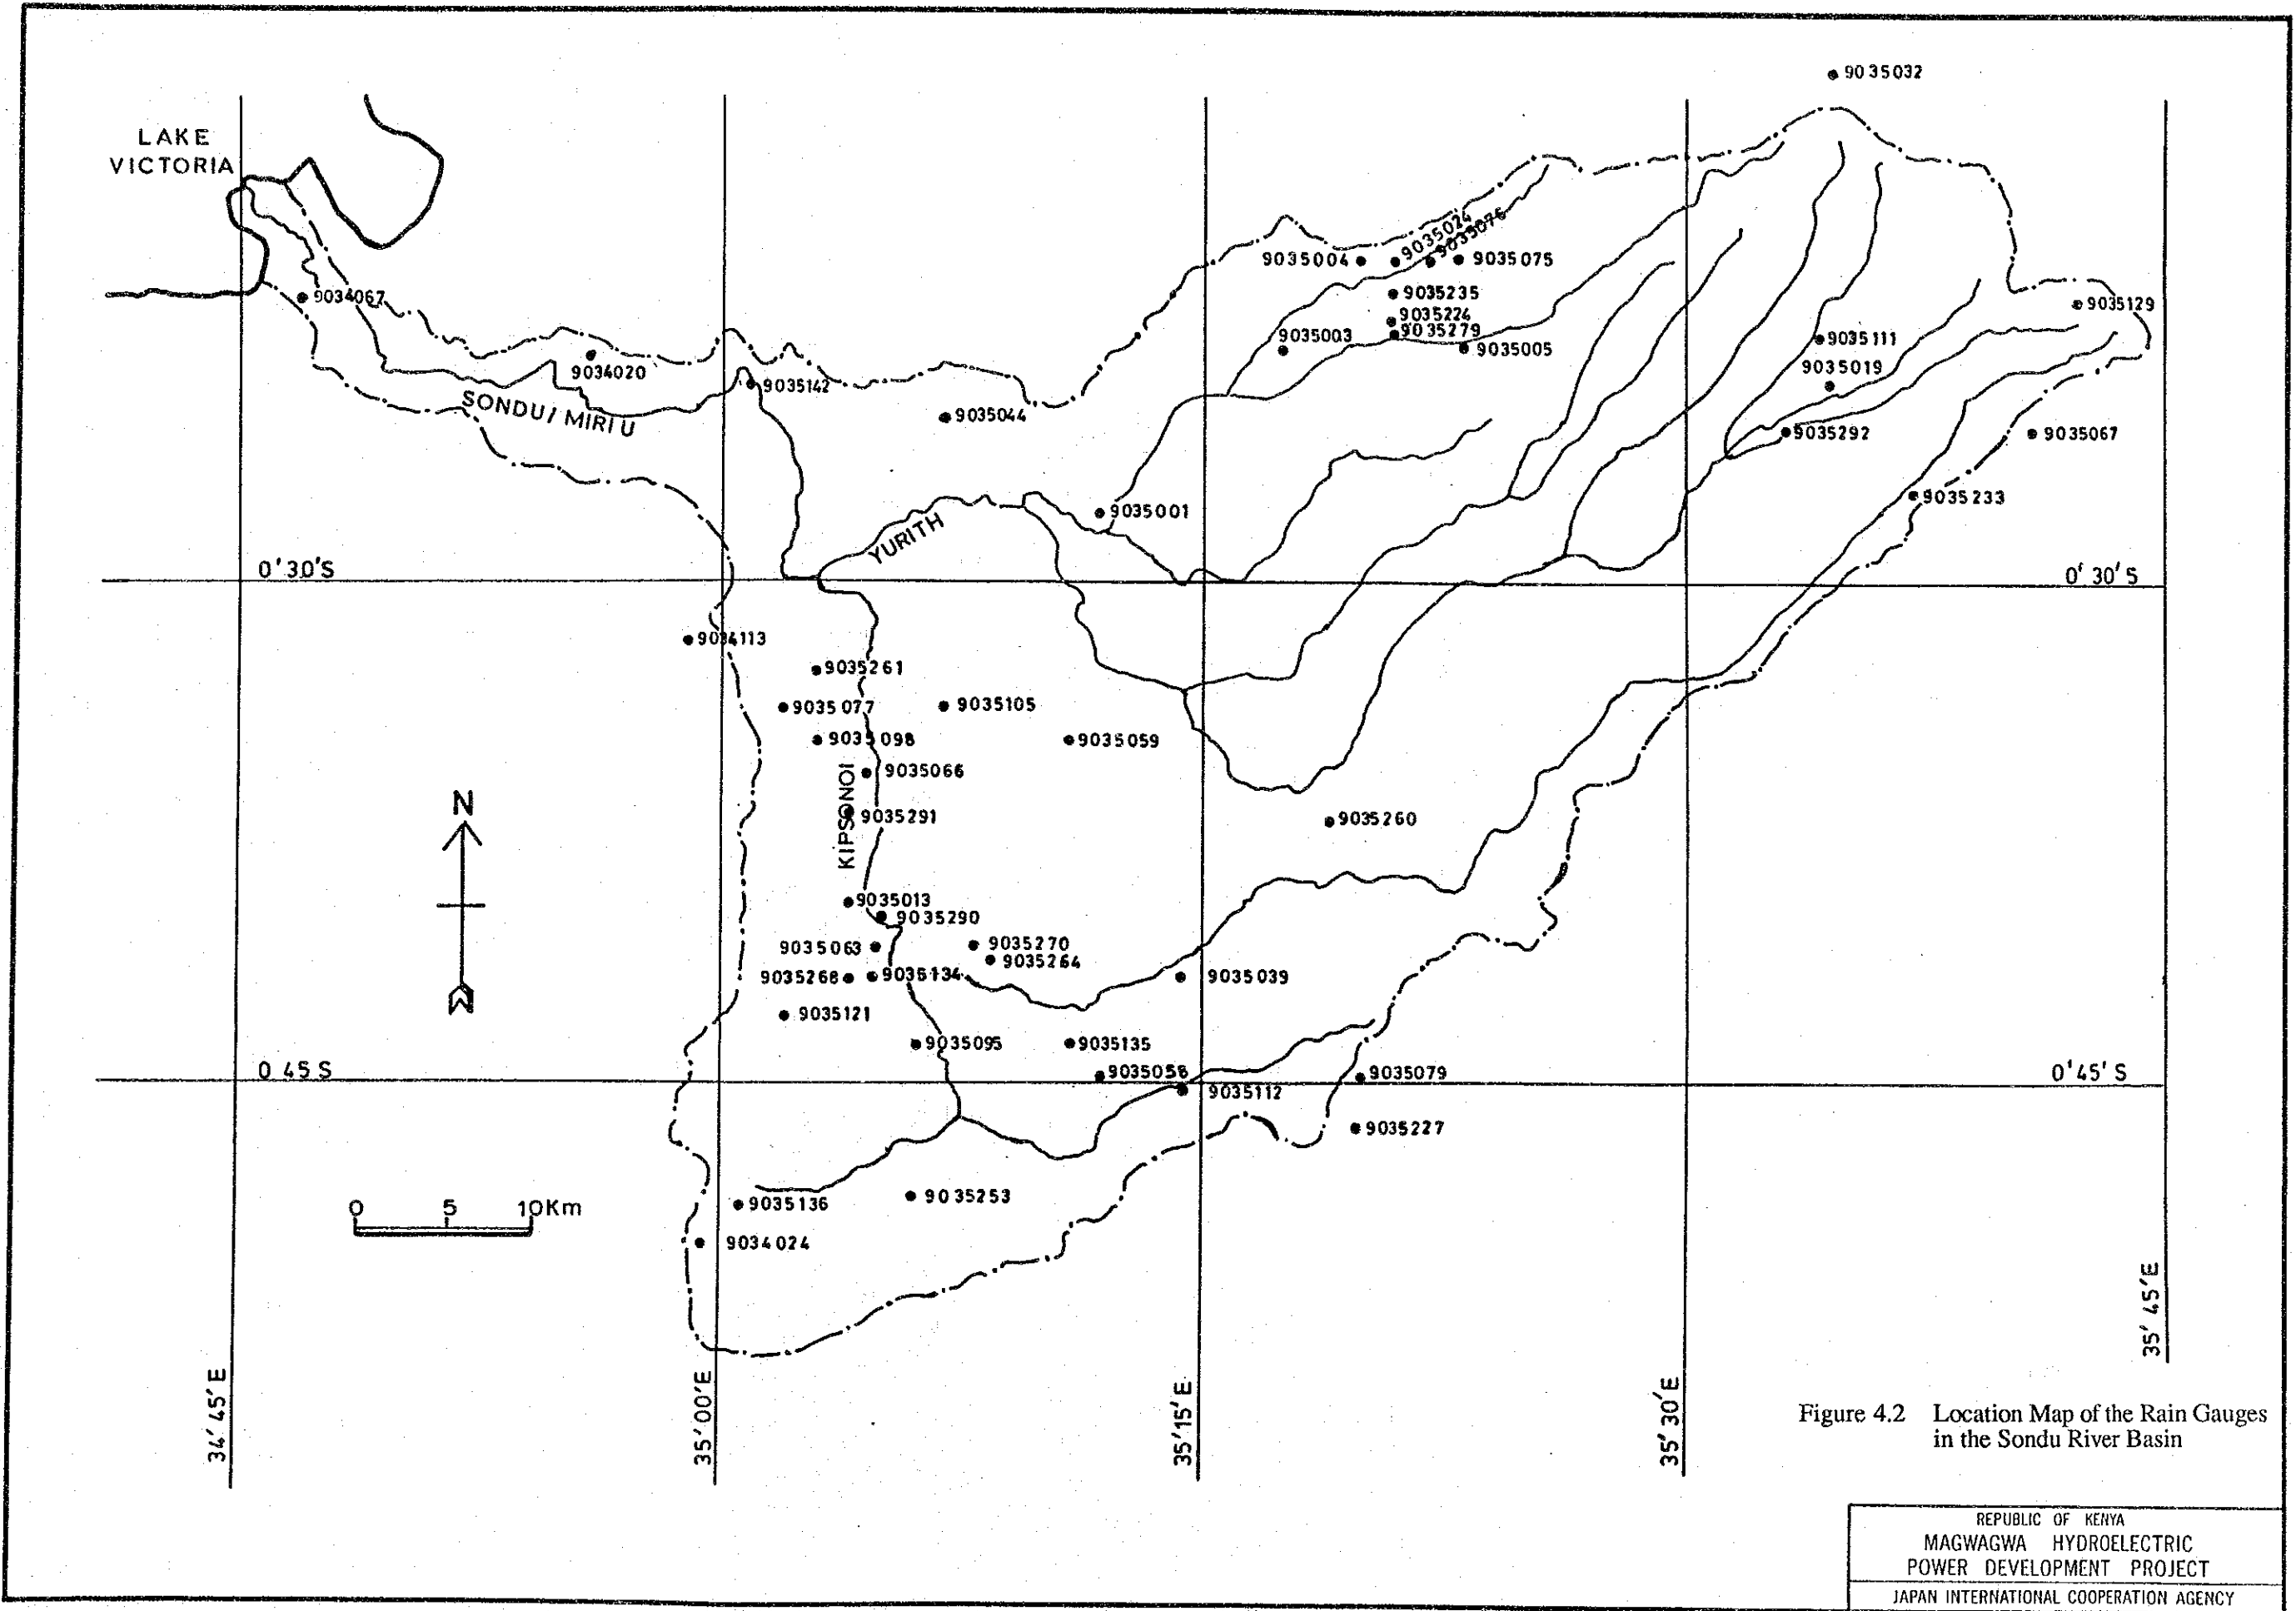 9035032
LAKE
VICTORIA
9035024
9035076
9035004
9035075
9034067
9035235
9035129
9035224
9035279
9035003
9035005
9035111
9034020
9035142
9035019
SONDU/MIRIU
9035044
9035292
9035067
9035233
9035001
YURITH
0'30'S
0'30'S
9034113
9035261
9035077
9035105
9035098
9035059
9035066
KIPSONOI
9035291
9035260
N
9035013
9035290
9035063
9035270
9035264
9035268
9035134
9035039
9035121
9035095
9035135
0 45 S
9035056
9035079
0'45'S
9035112
9035227
9035136
9035253
0 5 10Km
9034024
34'45'E
35'00'E
35'15'E
35'30'E
35'45'E
Figure 4.2 Location Map of the Rain Gauges
in the Sondu River Basin
REPUBLIC OF KENYA
MAGWAGWA HYDROELECTRIC
POWER DEVELOPMENT PROJECT
JAPAN INTERNATIONAL COOPERATION AGENCY